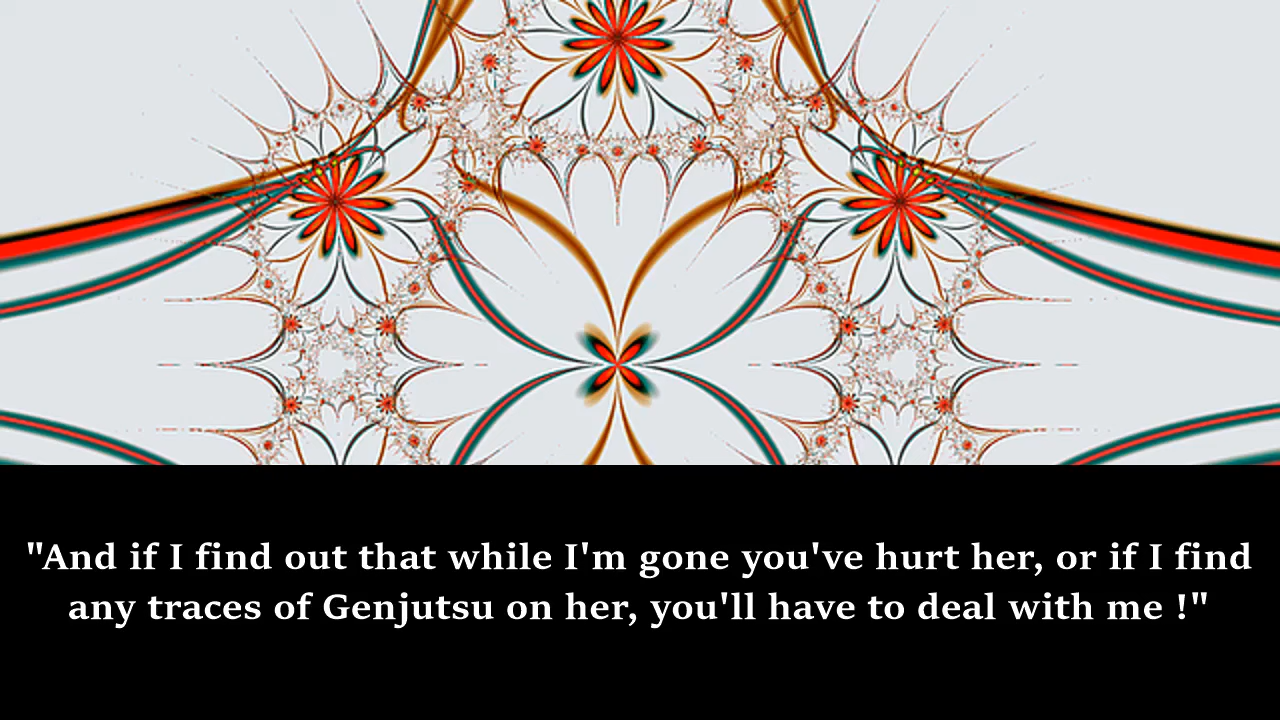 "And if I find out that while I'm gone you've hurt her, or if I find
any traces of Genjutsu on her, you'll have to deal with me !"